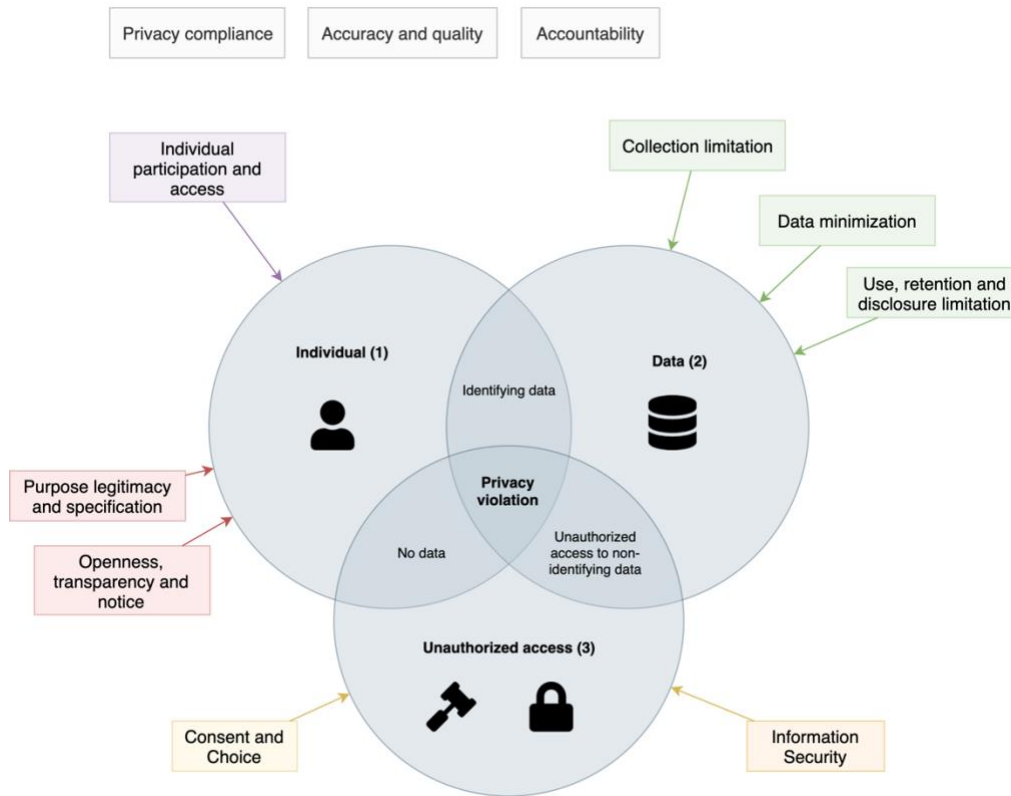 Privacy compliance
Accuracy and quality
Accountability
Individual
participation and
access
Collection limitation
Data minimization
Use, retention and
disclosure limitation
Individual (1)
Data (2)
Identifying data
Purpose legitimacy
and specification
Privacy
violation
Openness,
transparency and
notice
No data
Unauthorized
access to non-
identifying data
Unauthorized access (3)
Consent and
Choice
Information
Security